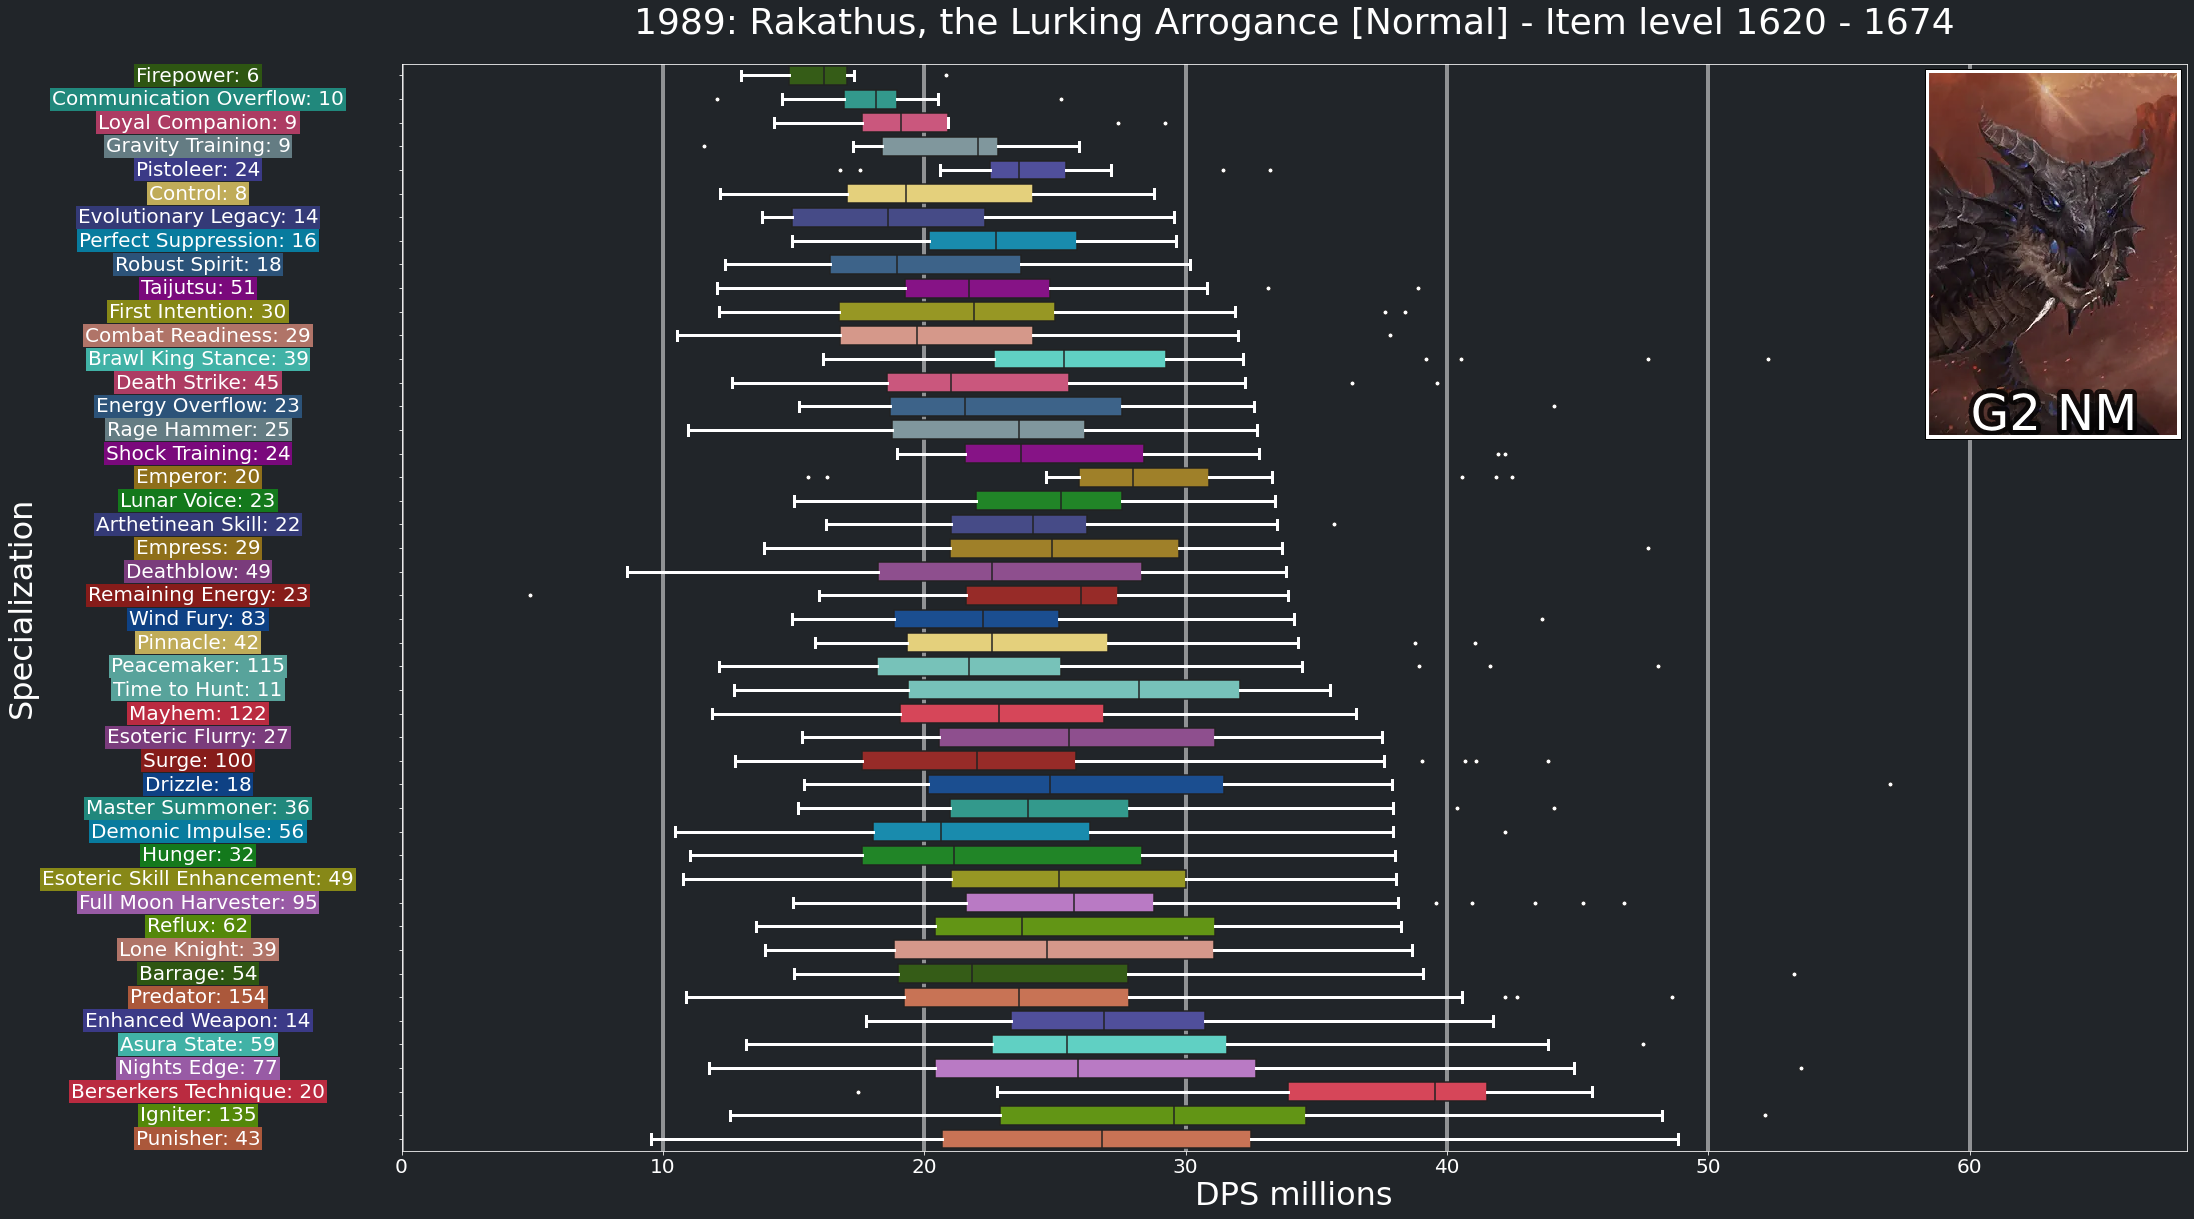 1989: Rakathus, the Lurking Arrogance [Normal] - Item level 1620 - 1674
Specialization
Firepower: 6
Communication Overflow: 10
Loyal Companion: 9
Gravity Training: 9
Pistoleer: 24
Control: 8
Evolutionary Legacy: 14
Perfect Suppression: 16
Robust Spirit: 18
Taijutsu: 51
First Intention: 30
Combat Readiness: 29
Brawl King Stance: 39
Death Strike: 45
Energy Overflow: 23
Rage Hammer: 25
Shock Training: 24
Emperor: 20
Lunar Voice: 23
Arthetinean Skill: 22
Empress: 29
Deathblow: 49
Remaining Energy: 23
Wind Fury: 83
Pinnacle: 42
Peacemaker: 115
Time to Hunt: 11
Mayhem: 122
Esoteric Flurry: 27
Surge: 100
Drizzle: 18
Master Summoner: 36
Demonic Impulse: 56
Hunger: 32
Esoteric Skill Enhancement: 49
Full Moon Harvester: 95
Reflux: 62
Lone Knight: 39
Barrage: 54
Predator: 154
Enhanced Weapon: 14
Asura State: 59
Nights Edge: 77
Berserkers Technique: 20
Igniter: 135
Punisher: 43
G2 NM
0 10 20 30 40 50 60
DPS millions